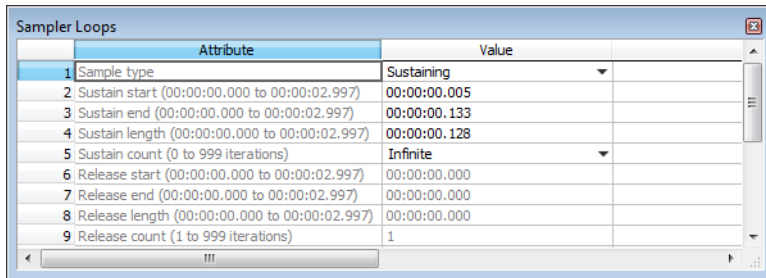 Sampler Loops
Attribute Value
1 Sample type Sustaining
2 Sustain start (00:00:00.000 to 00:00:02.997) 00:00:00.005
3 Sustain end (00:00:00.000 to 00:00:02.997) 00:00:00.133
4 Sustain length (00:00:00.000 to 00:00:02.997) 00:00:00.128
5 Sustain count (0 to 999 iterations) Infinite
6 Release start (00:00:00.000 to 00:00:02.997) 00:00:00.000
7 Release end (00:00:00.000 to 00:00:02.997) 00:00:00.000
8 Release length (00:00:00.000 to 00:00:02.997) 00:00:00.000
9 Release count (1 to 999 iterations) 1